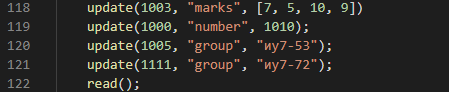 118 update(1003, "marks", [7, 5, 10, 9])
119 update(1000, "number", 1010);
120 update(1005, "group", "иу7-53");
121 update(1111, "group", "иу7-72");
122 read();